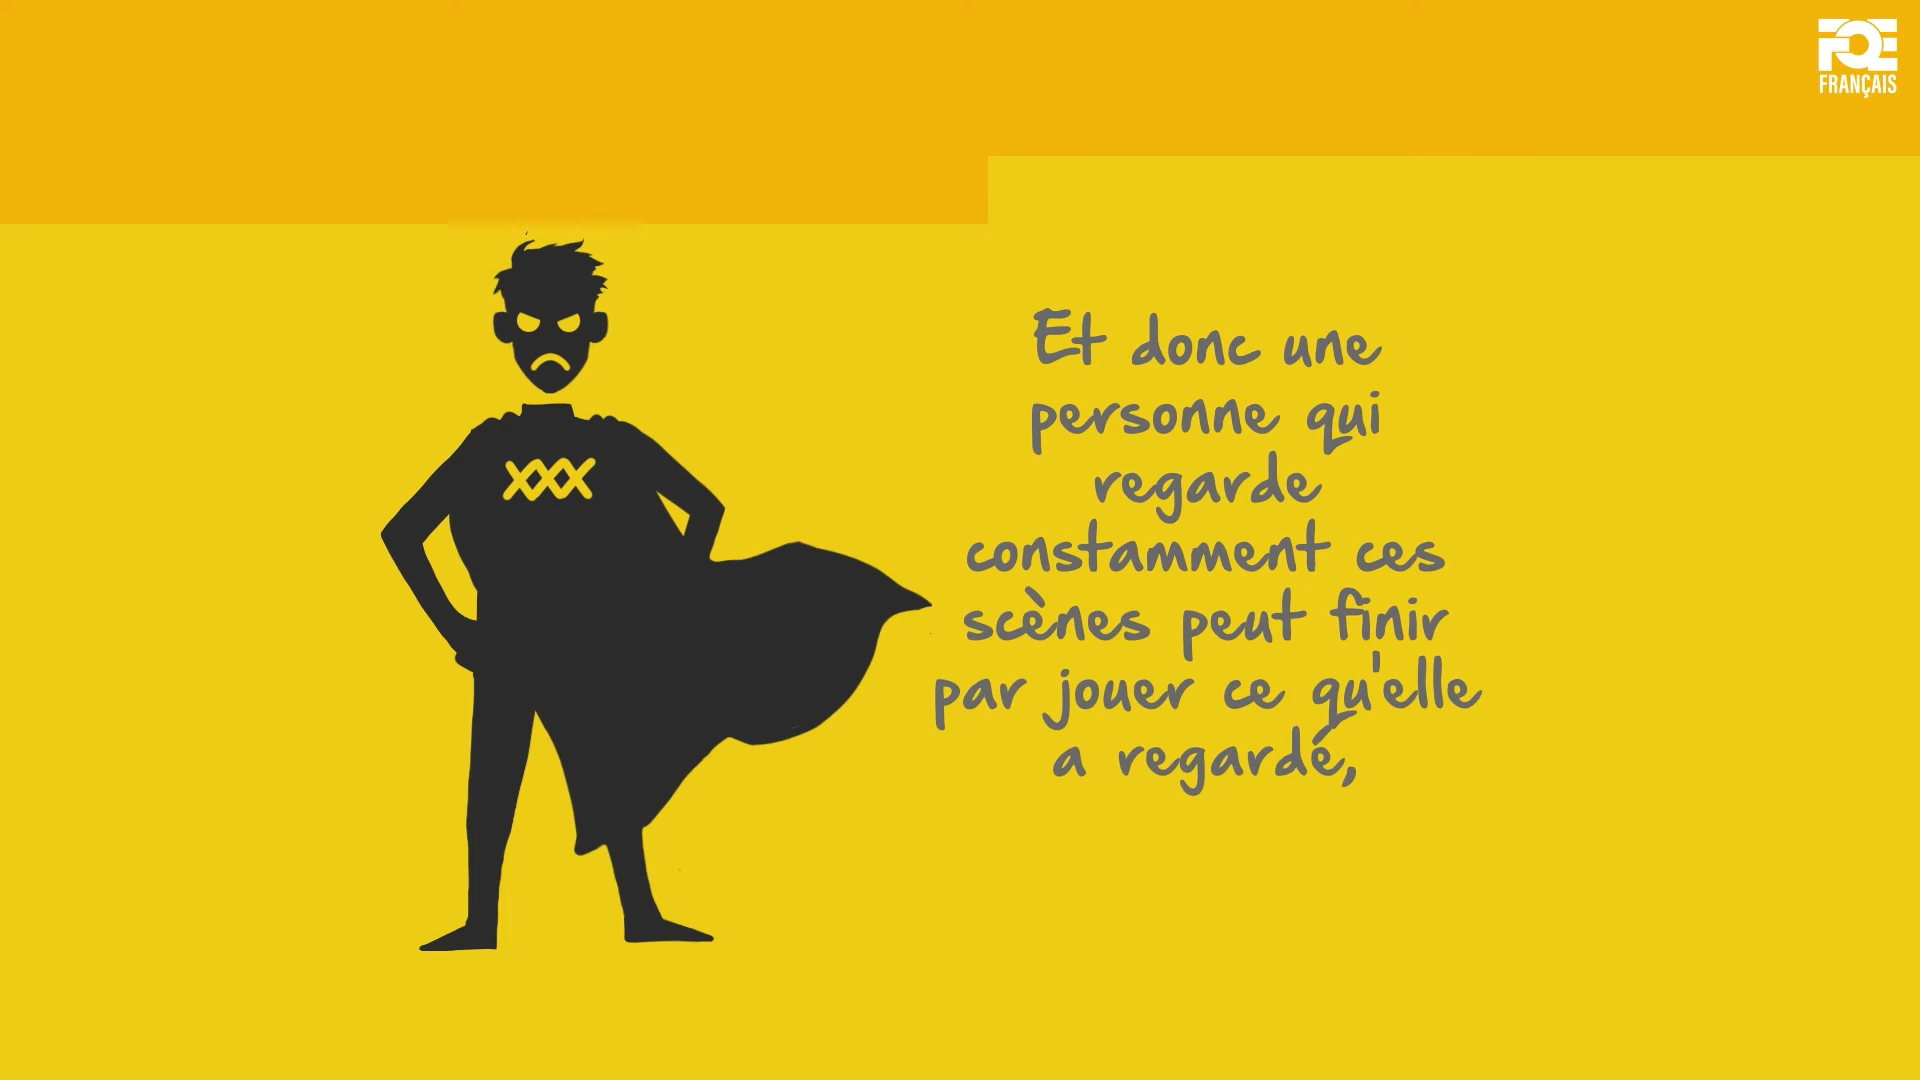 FQE
FRANÇAIS
XXX
Et donc une
personne qui
regarde
constamment ces
scènes peut finir
par jouer ce qu'elle
a regardé,